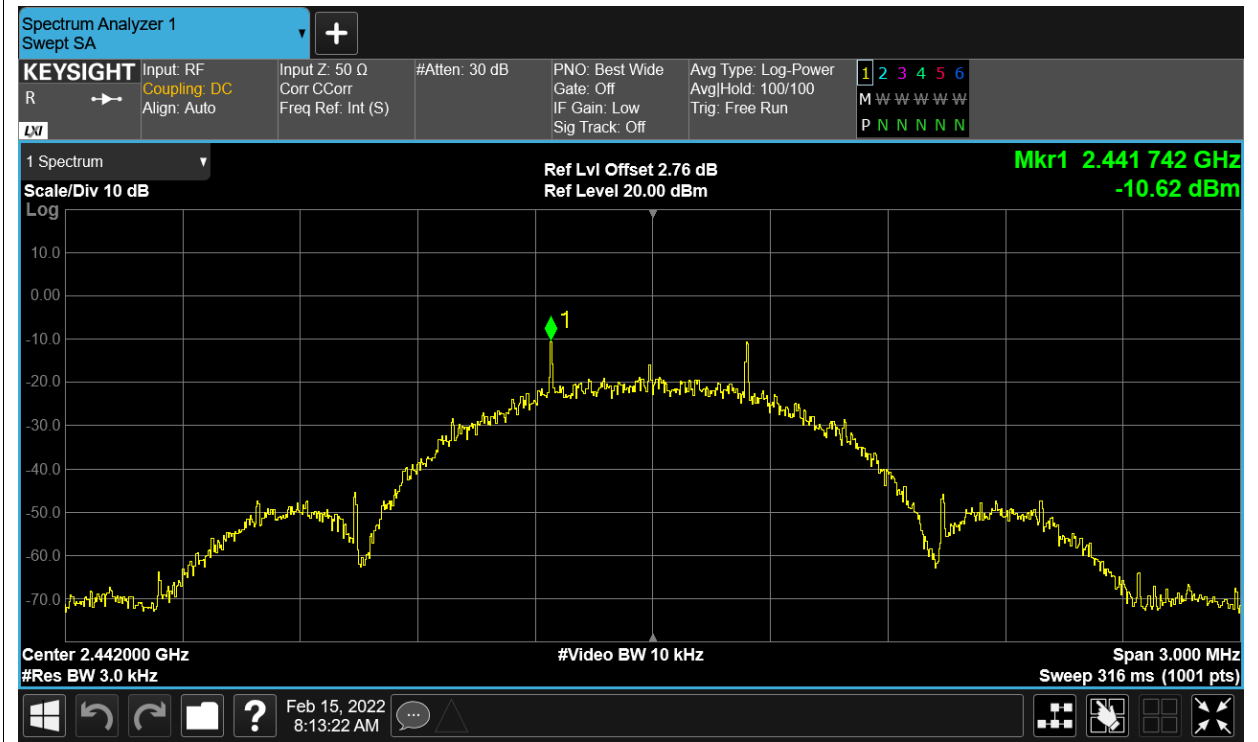 Spectrum Analyzer 1
Swept SA
KEYSIGHT
R
LXI
Input: RF
Coupling: DC
Align: Auto
Input Z: 50 Ω
Corr CCorr
Freq Ref: Int (S)
#Atten: 30 dB
PNO: Best Wide
Gate: Off
IF Gain: Low
Sig Track: Off
Avg Type: Log-Power
Avg|Hold: 100/100
Trig: Free Run
1 2 3 4 5 6
M W W W W W
P N N N N N
1 Spectrum
Scale/Div 10 dB
Log
Ref Lvl Offset 2.76 dB
Ref Level 20.00 dBm
Mkr1 2.441 742 GHz
-10.62 dBm
10.0
0.00
1
-10.0
-20.0
-30.0
-40.0
-50.0
-60.0
-70.0
Center 2.442000 GHz
#Video BW 10 kHz
Span 3.000 MHz
#Res BW 3.0 kHz
Sweep 316 ms (1001 pts)
?
Feb 15, 2022
8:13:22 AM